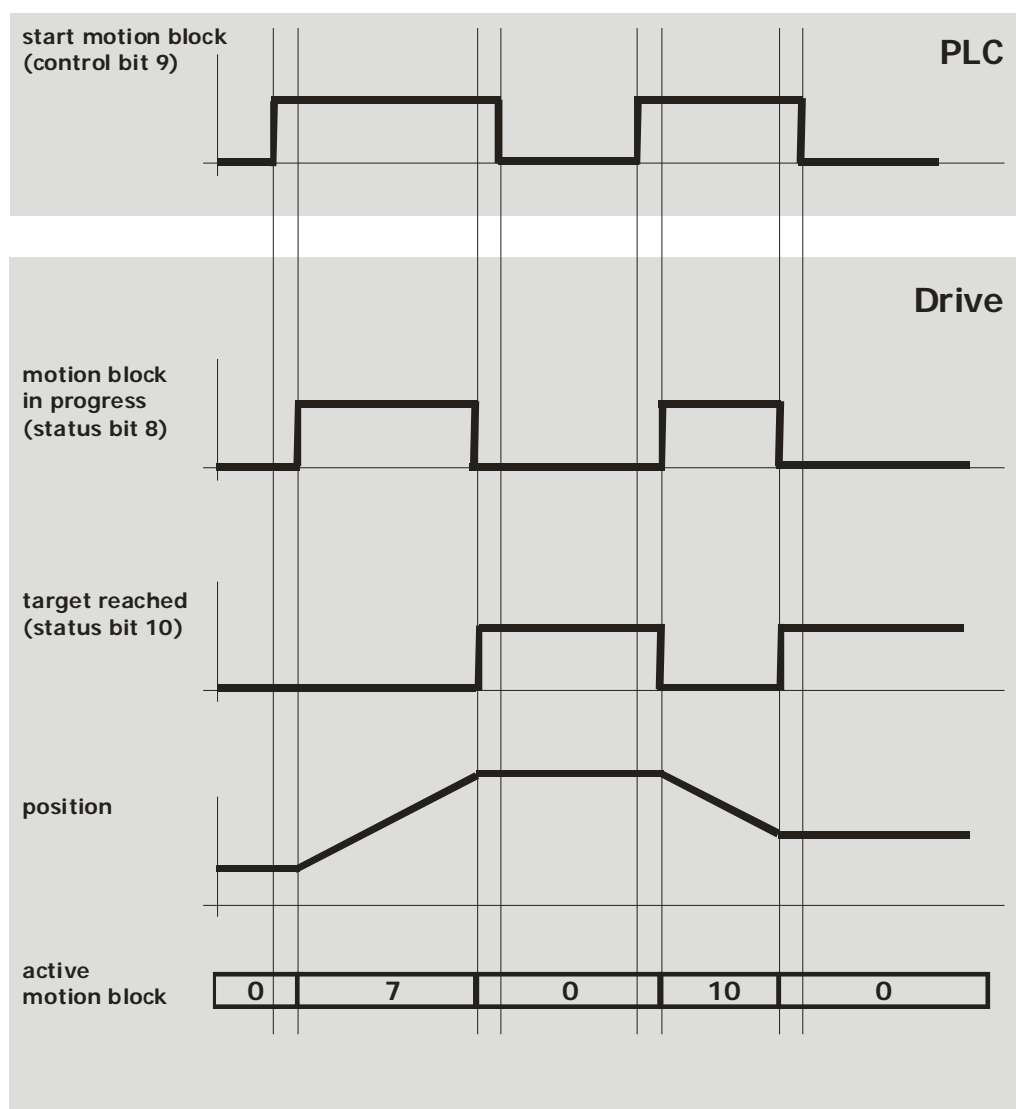 start motion block
(control bit 9)
PLC
Drive
motion block
in progress
(status bit 8)
target reached
(status bit 10)
position
active
motion block
0 7 0 10 0